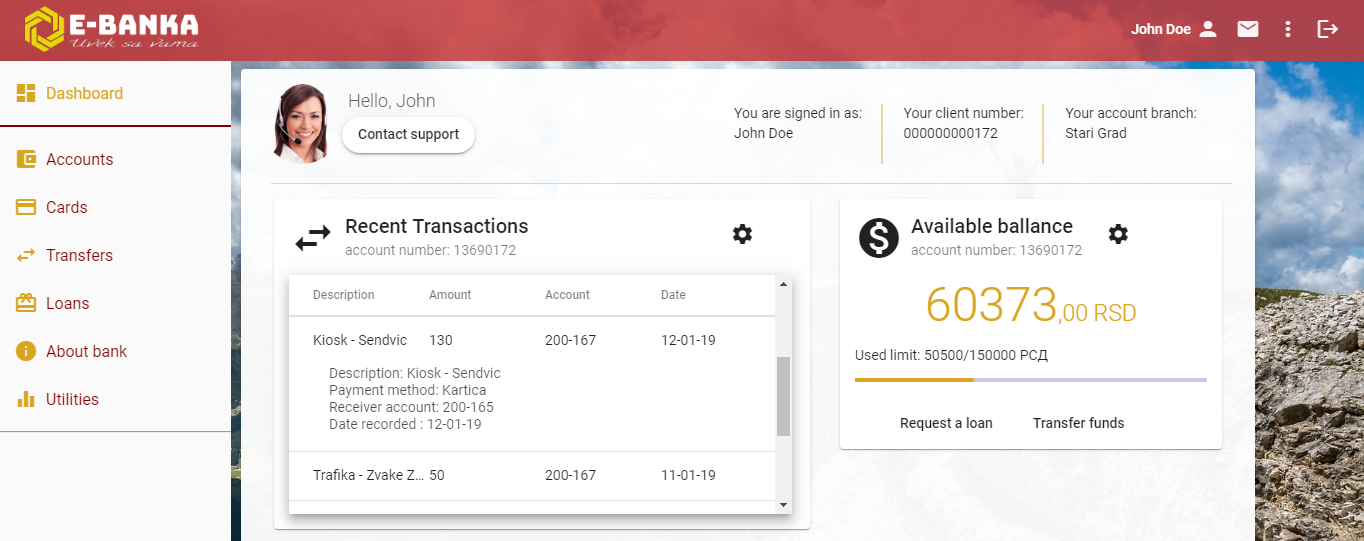 E-BANKA
Uvek sa vama
John Doe
Dashboard
Accounts
Cards
Transfers
Loans
About bank
Utilities
Hello, John
Contact support
You are signed in as:
John Doe
Your client number:
000000000172
Your account branch:
Stari Grad
Recent Transactions
account number: 13690172
Description Amount Account Date
Kiosk - Sendvic 130 200-167 12-01-19
Description: Kiosk - Sendvic
Payment method: Kartica
Receiver account: 200-165
Date recorded : 12-01-19
Trafika - Zvake Z... 50 200-167 11-01-19
Available ballance
account number: 13690172
60373,00 RSD
Used limit: 50500/150000 РСД
Request a loan Transfer funds